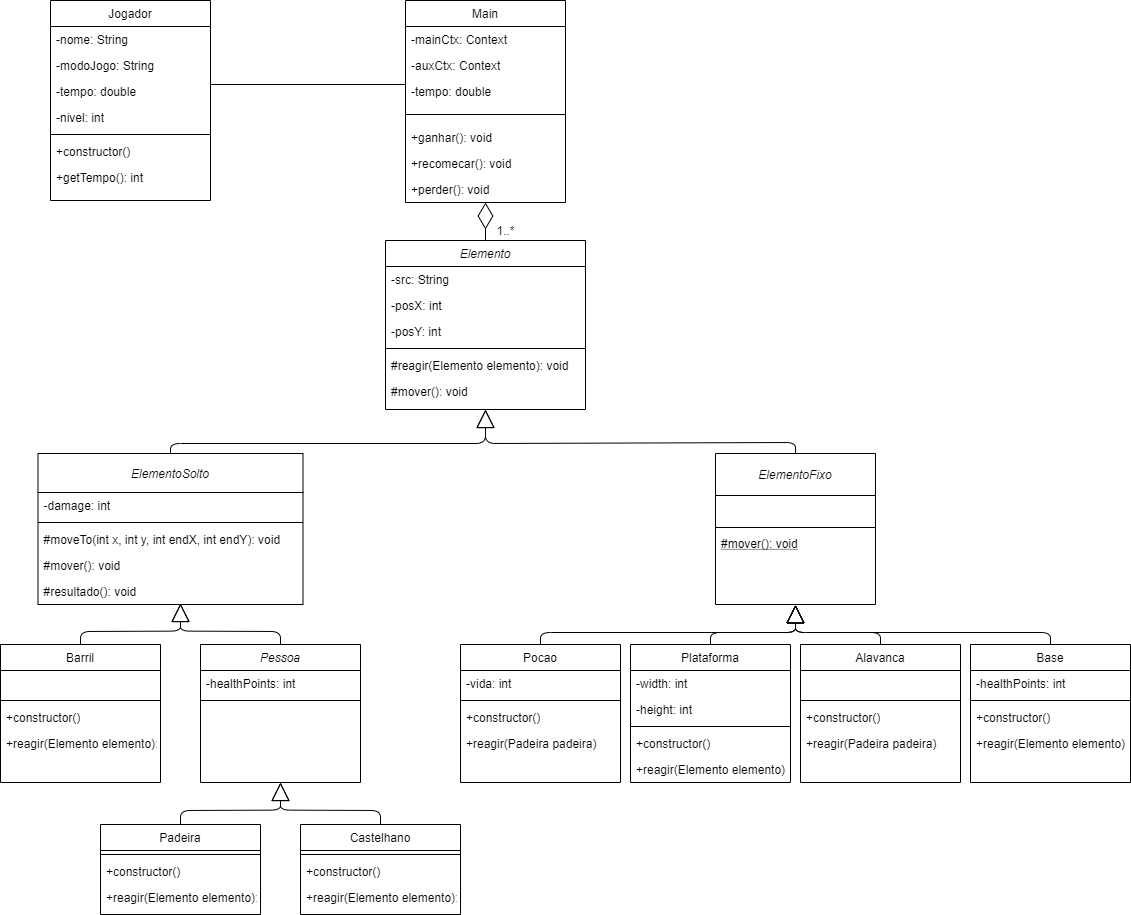 Jogador
-nome: String
-modoJogo: String
-tempo: double
-nivel: int
+constructor()
+getTempo(): int
Main
-mainCtx: Context
-auxCtx: Context
-tempo: double
+ganhar(): void
+recomecar(): void
+perder(): void
1..*
Elemento
-src: String
-posX: int
-posY: int
#reagir(Elemento elemento): void
#mover(): void
ElementoSolto
-damage: int
#moveTo(int x, int y, int endX, int endY): void
#mover(): void
#resultado(): void
ElementoFixo
#mover(): void
Barril
+constructor()
+reagir(Elemento elemento):
Pessoa
-healthPoints: int
Pocao
-vida: int
+constructor()
+reagir(Padeira padeira)
Plataforma
-width: int
-height: int
+constructor()
+reagir(Elemento elemento)
Alavanca
+constructor()
+reagir(Padeira padeira)
Base
-healthPoints: int
+constructor()
+reagir(Elemento elemento)
Padeira
+constructor()
+reagir(Elemento elemento):
Castelhano
+constructor()
+reagir(Elemento elemento):